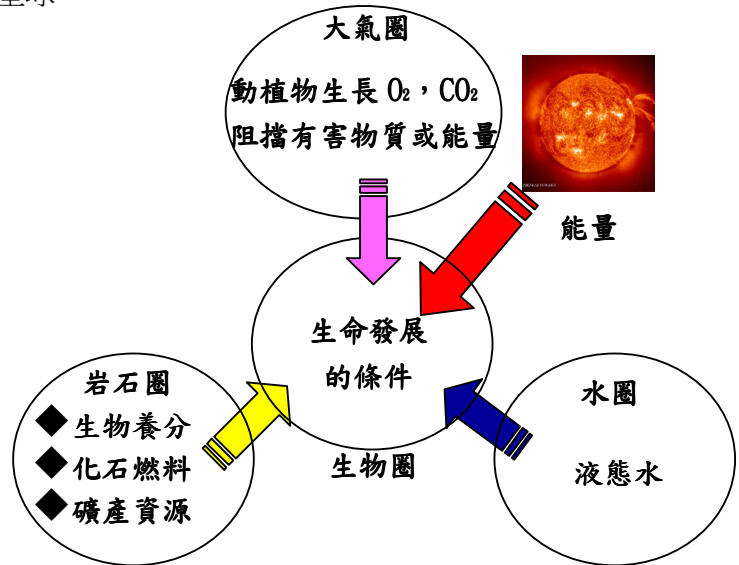 大氣圈
動植物生長 O₂，CO₂
阻擋有害物質或能量
能量
生命發展
的條件
生物圈
岩石圈
◆生物養分
◆化石燃料
◆礦產資源
水圈
液態水